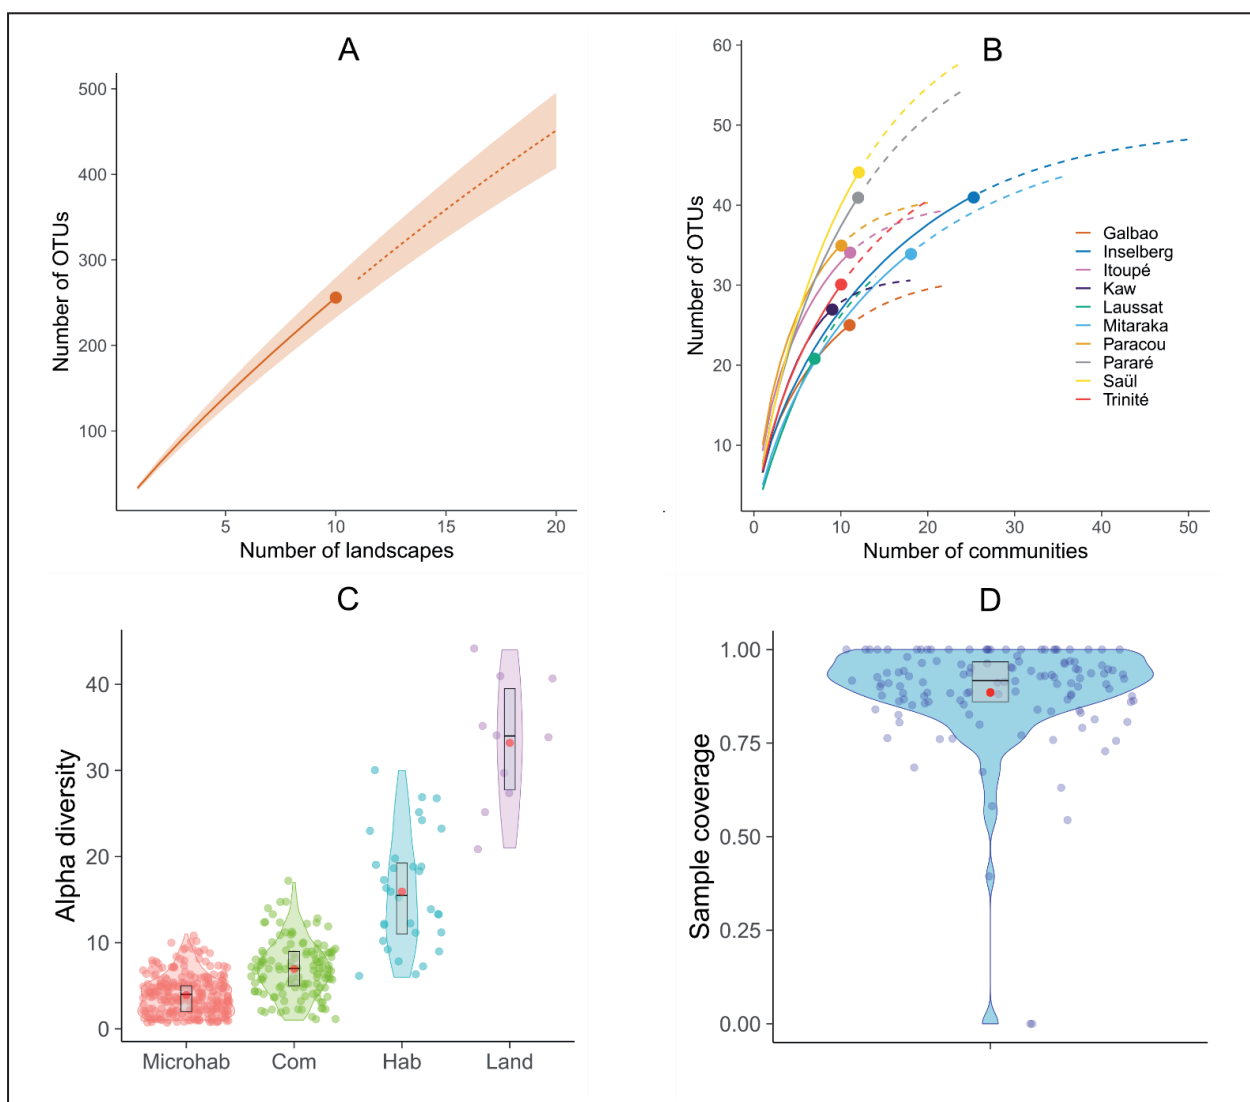 A
500
400
300
200
100
Number of OTUs
5
10
15
20
Number of landscapes
B
60
50
40
30
20
10
Number of OTUs
0
10
20
30
40
50
Number of communities
Galbao
Inselberg
Itoupé
Kaw
Laussat
Mitaraka
Paracou
Pararé
Saül
Trinité
C
40
30
20
10
0
Alpha diversity
Microhab
Com
Hab
Land
D
1.00
0.75
0.50
0.25
0.00
Sample coverage